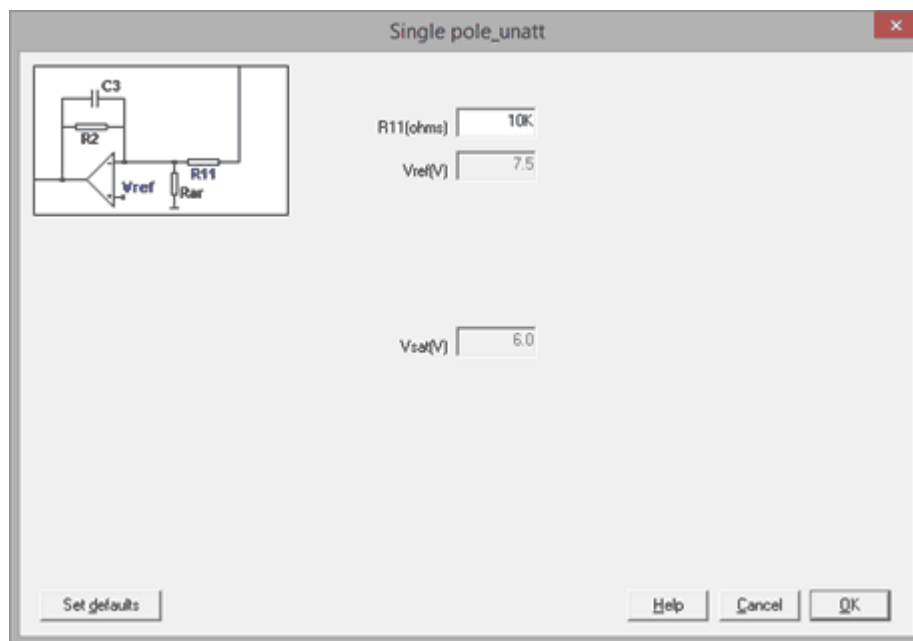 Single pole_unatt
C3
R2
R11
Vref
Rar
R11(ohms) 10K
Vref(V) 7.5
Vsat(V) 6.0
Set defaults
Help Cancel OK